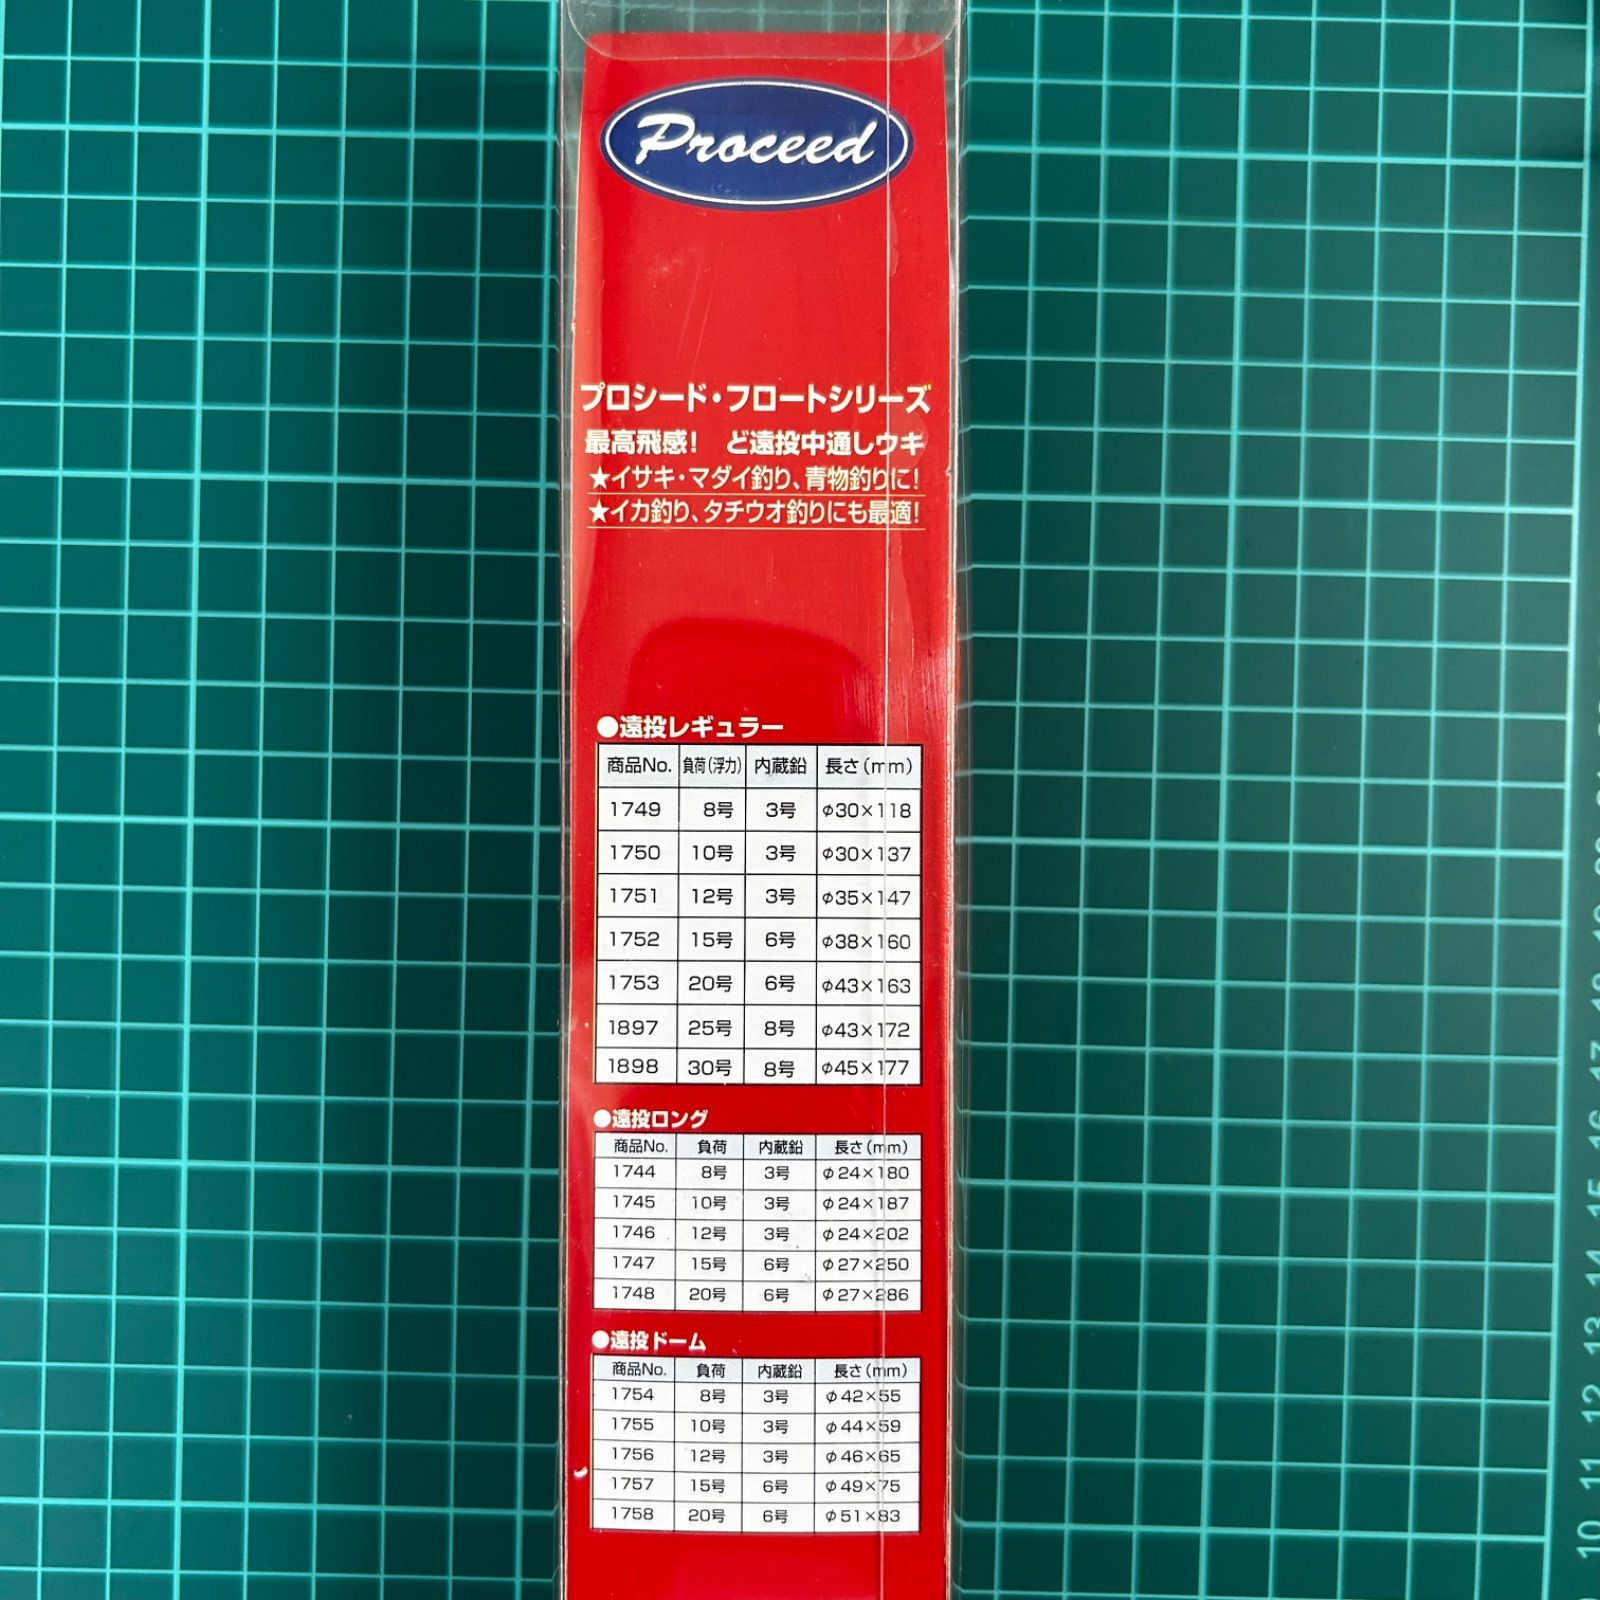 Proceed
プロシード・フロートシリーズ
最高飛感! ど遠投中通しウキ
★イサキ・マダイ釣り、青物釣りに!
★イカ釣り、タチウオ釣りにも最適!
●遠投レギュラー
商品No. 負荷(浮力) 内蔵鉛 長さ(mm)
1749 8号 3号 φ30×118
1750 10号 3号 φ30×137
1751 12号 3号 φ35×147
1752 15号 6号 φ38×160
1753 20号 6号 φ43×163
1897 25号 8号 φ43×172
1898 30号 8号 φ45×177
●遠投ロング
商品No. 負荷 内蔵鉛 長さ(mm)
1744 8号 3号 φ24×180
1745 10号 3号 φ24×187
1746 12号 3号 φ24×202
1747 15号 6号 φ27×250
1748 20号 6号 φ27×286
●遠投ドーム
商品No. 負荷 内蔵鉛 長さ(mm)
1754 8号 3号 φ42×55
1755 10号 3号 φ44×59
1756 12号 3号 φ46×65
1757 15号 6号 φ49×75
1758 20号 6号 φ51×83
10 11 12 13 14 15 16 17